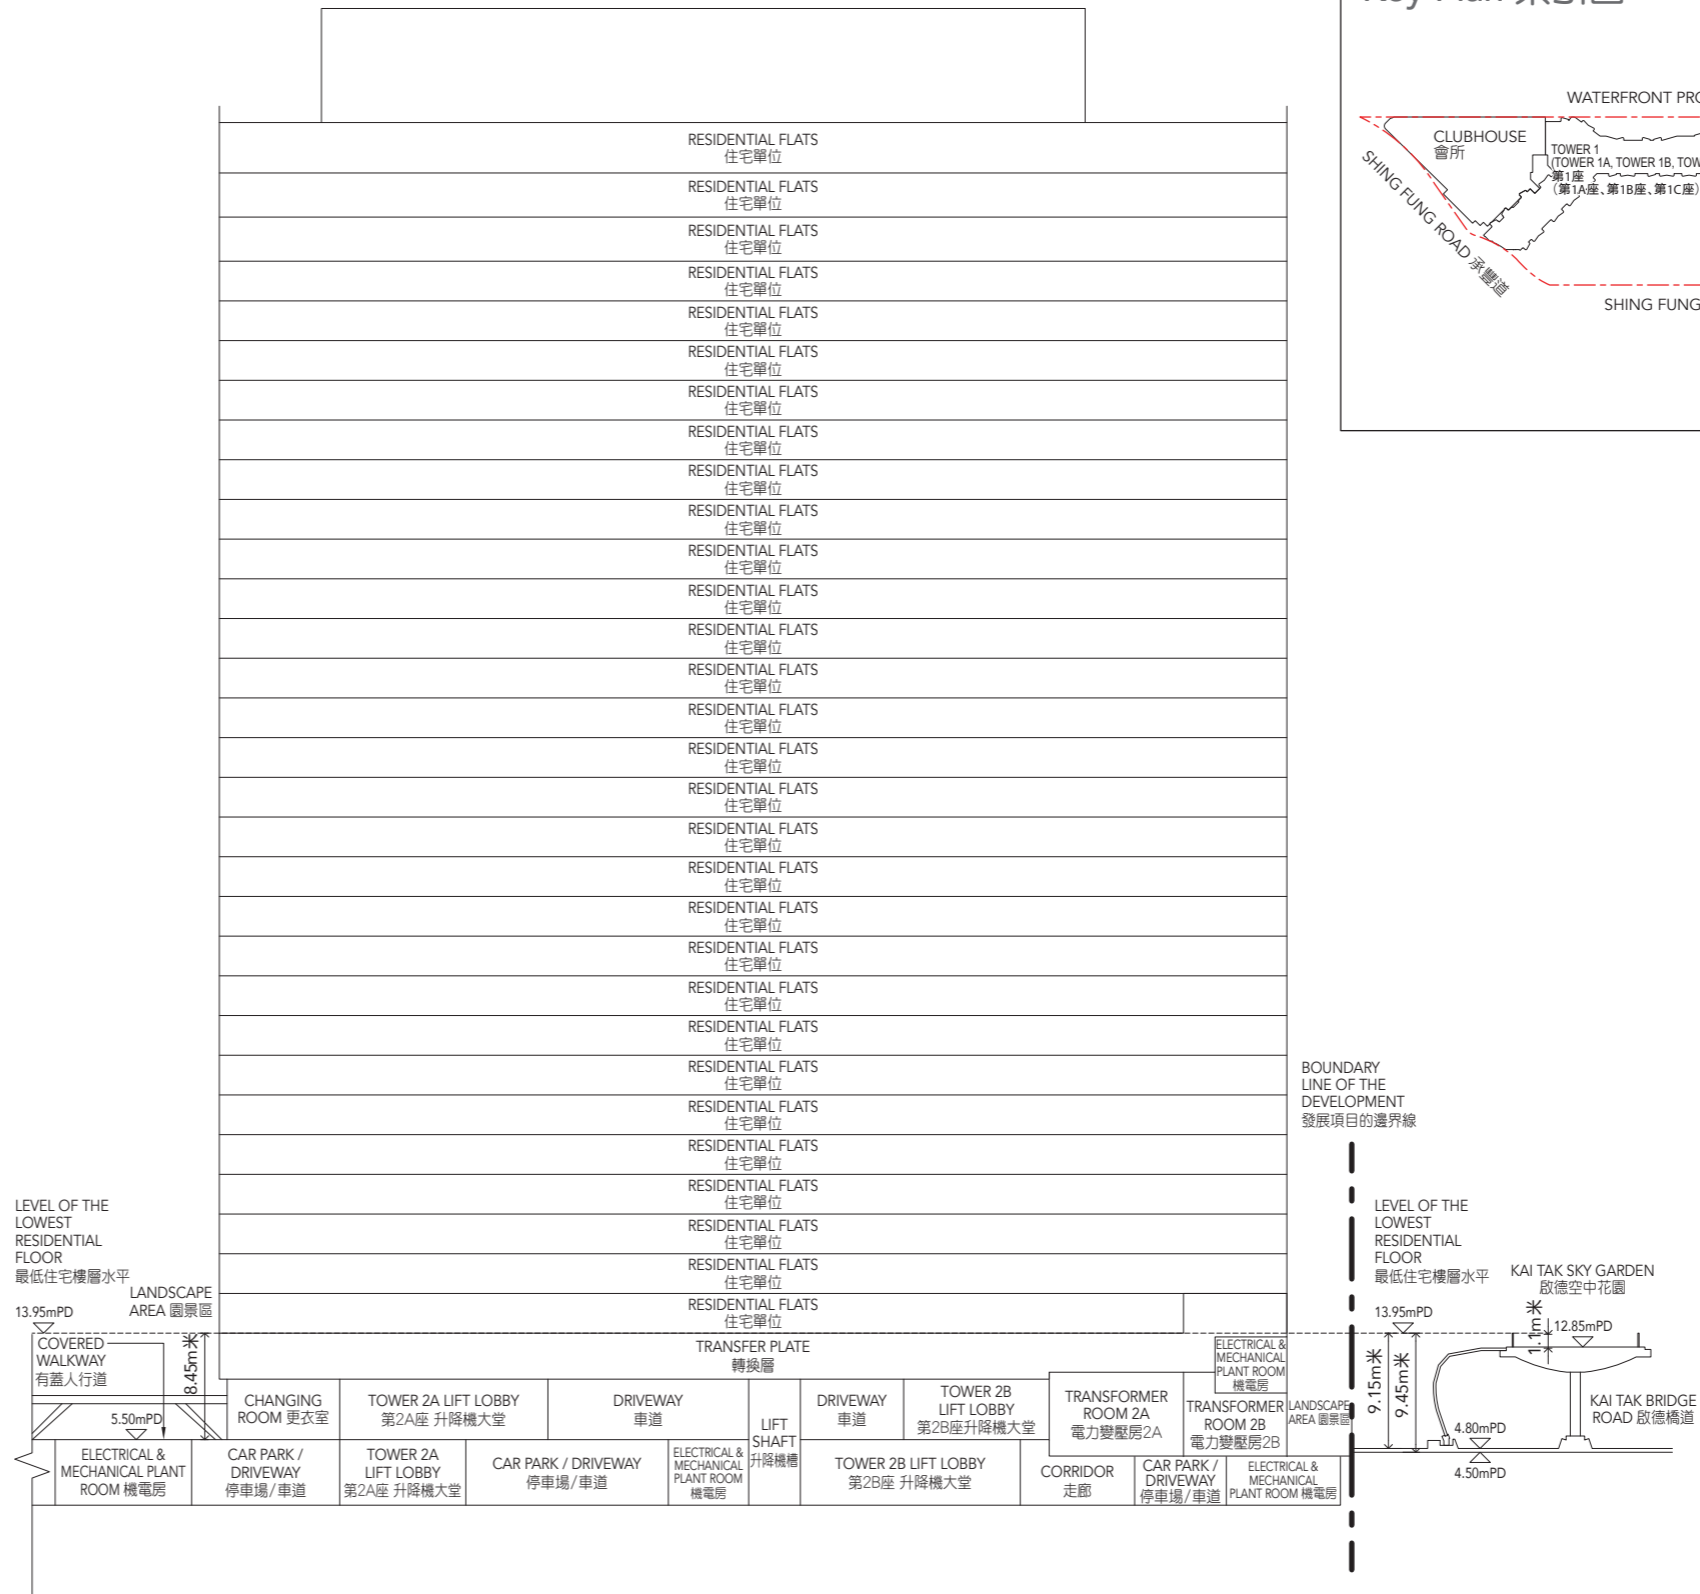 Key Plan
WATERFRONT
CLUBHOUSE
會所
TOWER 1
(TOWER 1A, TOWER 1B,
第1座
(第1A座、第1B座、第1C座)
SHING FUNG ROAD 承豐道
SHING FUNG
RESIDENTIAL FLATS
住宅單位
RESIDENTIAL FLATS
住宅單位
RESIDENTIAL FLATS
住宅單位
RESIDENTIAL FLATS
住宅單位
RESIDENTIAL FLATS
住宅單位
RESIDENTIAL FLATS
住宅單位
RESIDENTIAL FLATS
住宅單位
RESIDENTIAL FLATS
住宅單位
RESIDENTIAL FLATS
住宅單位
RESIDENTIAL FLATS
住宅單位
RESIDENTIAL FLATS
住宅單位
RESIDENTIAL FLATS
住宅單位
RESIDENTIAL FLATS
住宅單位
RESIDENTIAL FLATS
住宅單位
RESIDENTIAL FLATS
住宅單位
RESIDENTIAL FLATS
住宅單位
RESIDENTIAL FLATS
住宅單位
RESIDENTIAL FLATS
住宅單位
RESIDENTIAL FLATS
住宅單位
RESIDENTIAL FLATS
住宅單位
RESIDENTIAL FLATS
住宅單位
RESIDENTIAL FLATS
住宅單位
RESIDENTIAL FLATS
住宅單位
RESIDENTIAL FLATS
住宅單位
RESIDENTIAL FLATS
住宅單位
RESIDENTIAL FLATS
住宅單位
RESIDENTIAL FLATS
住宅單位
RESIDENTIAL FLATS
住宅單位
RESIDENTIAL FLATS
住宅單位
RESIDENTIAL FLATS
住宅單位
TRANSFER PLATE
轉換層
BOUNDARY
LINE OF THE
DEVELOPMENT
發展項目的邊界線
LEVEL OF THE
LOWEST
RESIDENTIAL
FLOOR
最低住宅樓層水平
13.95mPD
LANDSCAPE
AREA 園景區
COVERED
WALKWAY
有蓋人行道
8.45m米
5.50mPD
CHANGING
ROOM 更衣室
TOWER 2A LIFT LOBBY
第2A座 升降機大堂
DRIVEWAY
車道
LIFT
SHAFT
升降機槽
DRIVEWAY
車道
TOWER 2B
LIFT LOBBY
第2B座升降機大堂
TRANSFORMER
ROOM 2A
電力變壓房2A
ELECTRICAL &
MECHANICAL
PLANT ROOM
機電房
TRANSFORMER
ROOM 2B
電力變壓房2B
LANDSCAPE
AREA 園景區
ELECTRICAL &
MECHANICAL PLANT
ROOM 機電房
CAR PARK /
DRIVEWAY
停車場/車道
TOWER 2A
LIFT LOBBY
第2A座 升降機大堂
CAR PARK / DRIVEWAY
停車場/車道
ELECTRICAL &
MECHANICAL
PLANT ROOM
機電房
TOWER 2B LIFT LOBBY
第2B座 升降機大堂
CORRIDOR
走廊
CAR PARK /
DRIVEWAY
停車場/車道
ELECTRICAL &
MECHANICAL
PLANT ROOM 機電房
LEVEL OF THE
LOWEST
RESIDENTIAL
FLOOR
最低住宅樓層水平
13.95mPD
9.15m米
9.45m米
KAI TAK SKY GARDEN
啟德空中花園
1.1m米
12.85mPD
KAI TAK BRIDGE
ROAD 啟德橋道
4.80mPD
4.50mPD